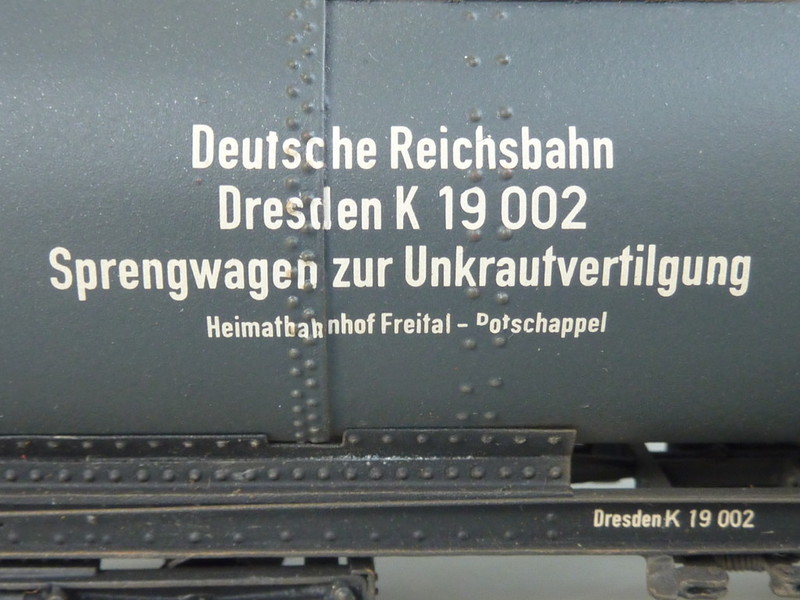 Deutsche Reichsbahn
Dresden K 19 002
Sprengwagen zur Unkrautvertilgung
Heimatbahnhof Freital - Potschappel
Dresden K 19 002